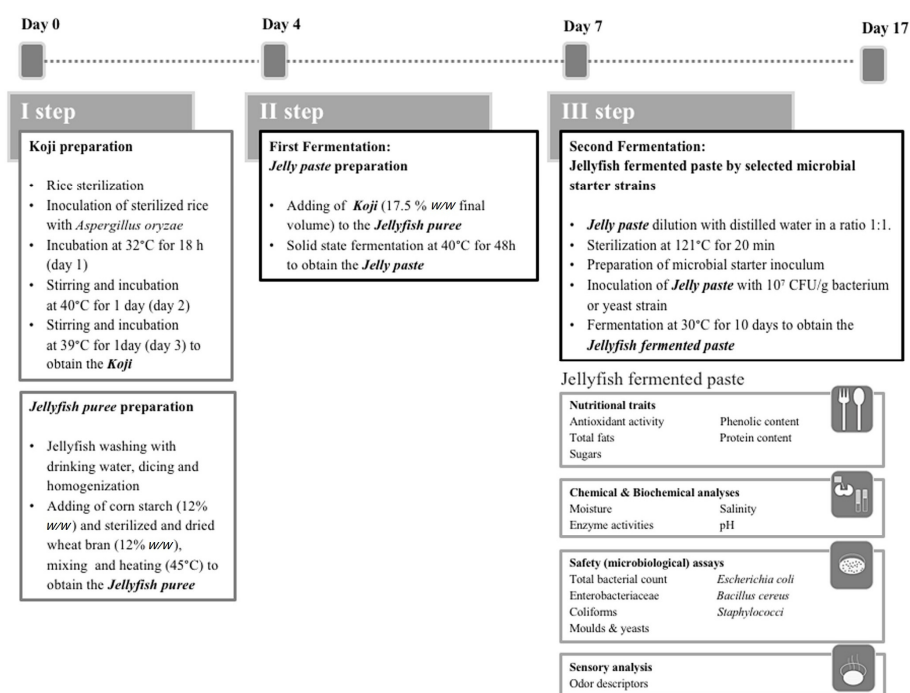 Day 0
Day 4
Day 7
Day 17
I step
Koji preparation
• Rice sterilization
• Inoculation of sterilized rice
with Aspergillus oryzae
• Incubation at 32°C for 18 h
(day 1)
• Stirring and incubation
at 40°C for 1 day (day 2)
• Stirring and incubation
at 39°C for 1day (day 3) to
obtain the Koji
Jellyfish puree preparation
• Jellyfish washing with
drinking water, dicing and
homogenization
• Adding of corn starch (12%
w/w) and sterilized and dried
wheat bran (12% w/w),
mixing and heating (45°C) to
obtain the Jellyfish puree
II step
First Fermentation:
Jelly paste preparation
• Adding of Koji (17.5 % w/w final
volume) to the Jellyfish puree
• Solid state fermentation at 40°C for 48h
to obtain the Jelly paste
III step
Second Fermentation:
Jellyfish fermented paste by selected microbial
starter strains
• Jelly paste dilution with distilled water in a ratio 1:1.
• Sterilization at 121°C for 20 min
• Preparation of microbial starter inoculum
• Inoculation of Jelly paste with 10⁷ CFU/g bacterium
or yeast strain
• Fermentation at 30°C for 10 days to obtain the
Jellyfish fermented paste
Jellyfish fermented paste
Nutritional traits
Antioxidant activity Phenolic content
Total fats Protein content
Sugars
Chemical & Biochemical analyses
Moisture Salinity
Enzyme activities pH
Safety (microbiological) assays
Total bacterial count Escherichia coli
Enterobacteriaceae Bacillus cereus
Coliforms Staphylococci
Moulds & yeasts
Sensory analysis
Odor descriptors